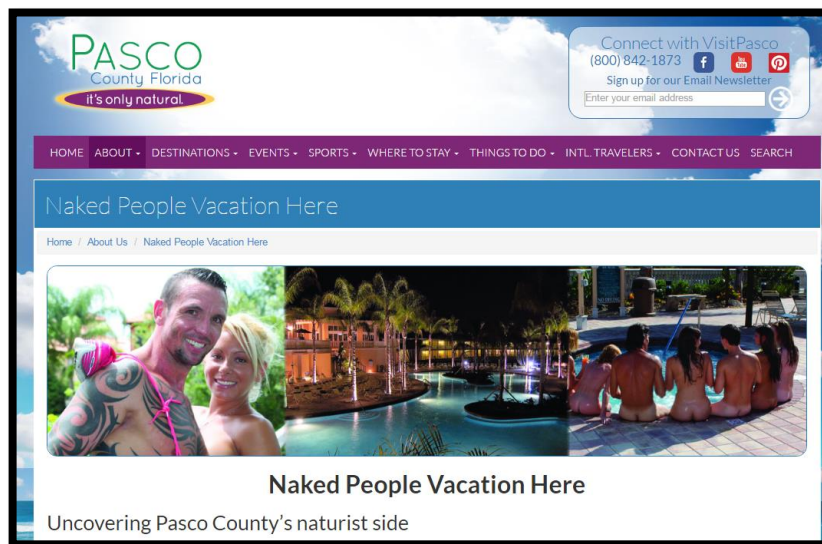 PASCO
County Florida
it's only natural.
Connect with VisitPasco
(800) 842-1873
Sign up for our Email Newsletter
Enter your email address
HOME ABOUT DESTINATIONS EVENTS SPORTS WHERE TO STAY THINGS TO DO INTL. TRAVELERS CONTACT US SEARCH
Naked People Vacation Here
Home / About Us / Naked People Vacation Here
Naked People Vacation Here
Uncovering Pasco County's naturist side